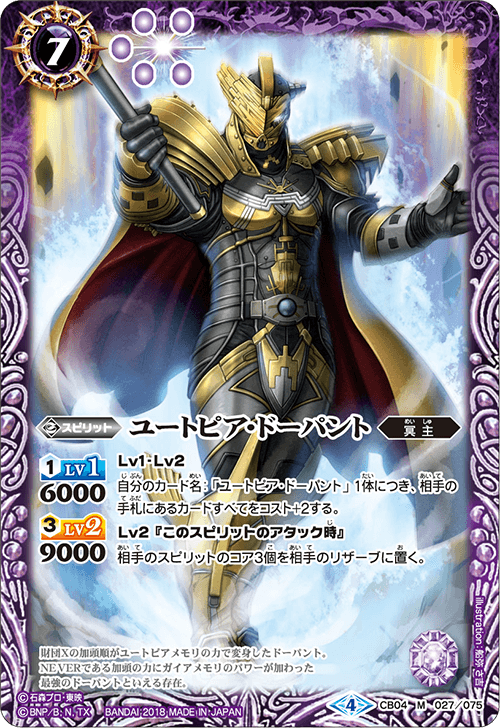 7
スピリット
ユートピア・ドーパント
めいしゅ
冥主
1 LV1
6000
3 LV2
9000
Lv1・Lv2
自分のカード名:「ユートピア・ドーパント」1体につき、相手の
手札にあるカードすべてをコスト+2する。
Lv2『このスピリットのアタック時』
相手のスピリットのコア3個を相手のリザーブに置く。
財団Xの加頭順がユートピアメモリの力で変身したドーパント。
NEVERである加頭の力にガイアメモリのパワーが加わった
最強のドーパントといえる存在。
©石森プロ・東映
©BNP/B, N, TX BANDAI 2018 MADE IN JAPAN
4
CB04 M 027/075
illustration: